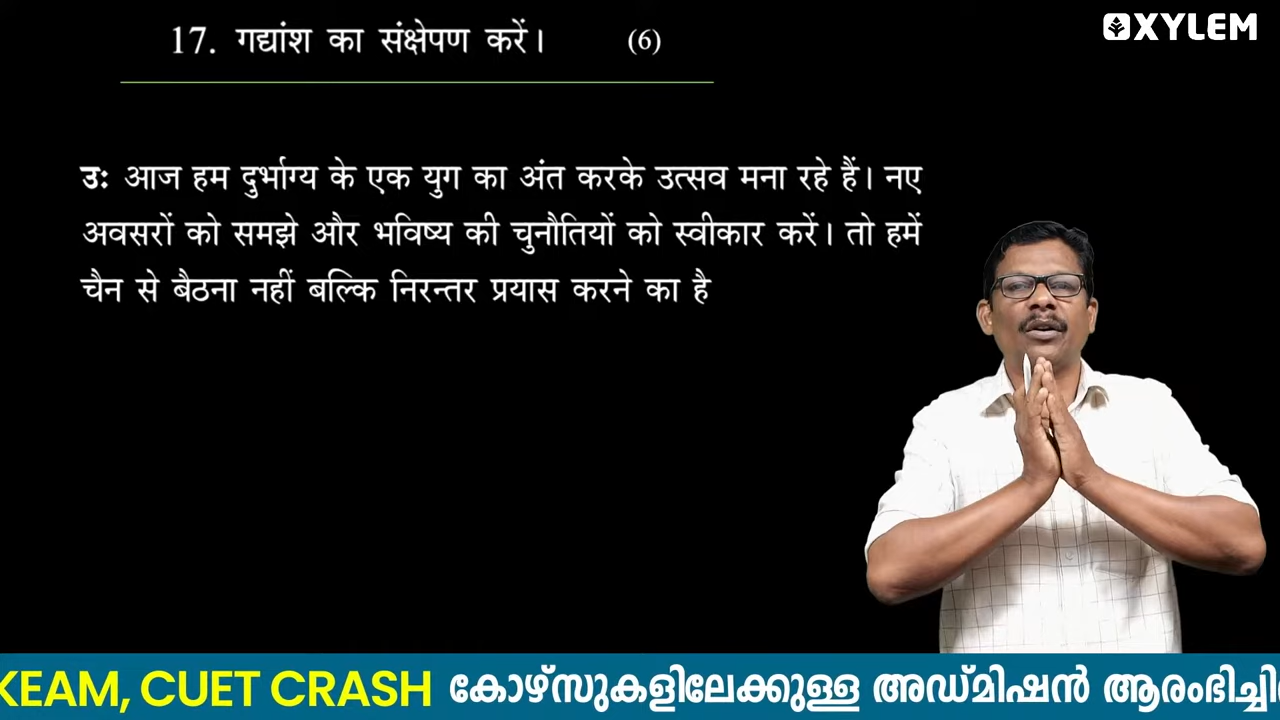 XYLEM
17. गद्यांश का संक्षेपण करें। (6)
उः आज हम दुर्भाग्य के एक युग का अंत करके उत्सव मना रहे हैं। नए
अवसरों को समझे और भविष्य की चुनौतियों को स्वीकार करें। तो हमें
चैन से बैठना नहीं बल्कि निरन्तर प्रयास करने का है
KEAM, CUET CRASH കോഴ്സുകളിലേക്കുള്ള അഡ്മിഷൻ